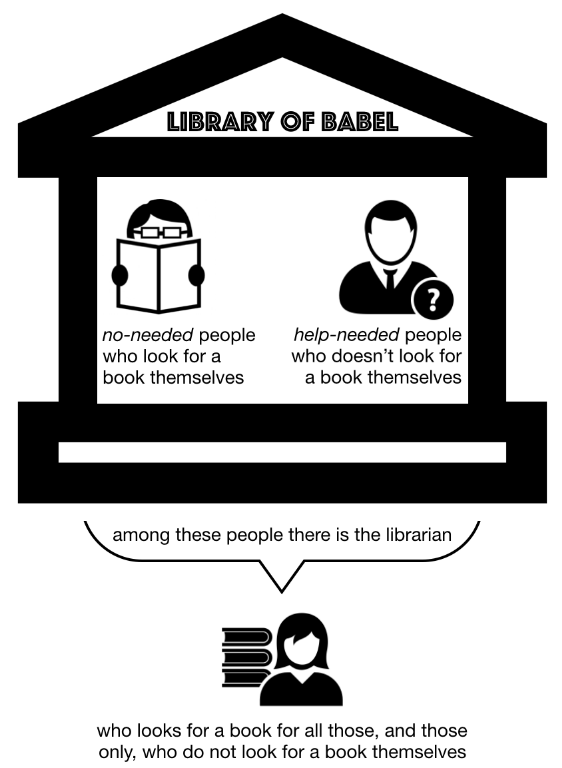 LIBRARY OF BABEL
no-needed people
who look for a
book themselves
help-needed people
who doesn't look for
a book themselves
?
among these people there is the librarian
who looks for a book for all those, and those
only, who do not look for a book themselves